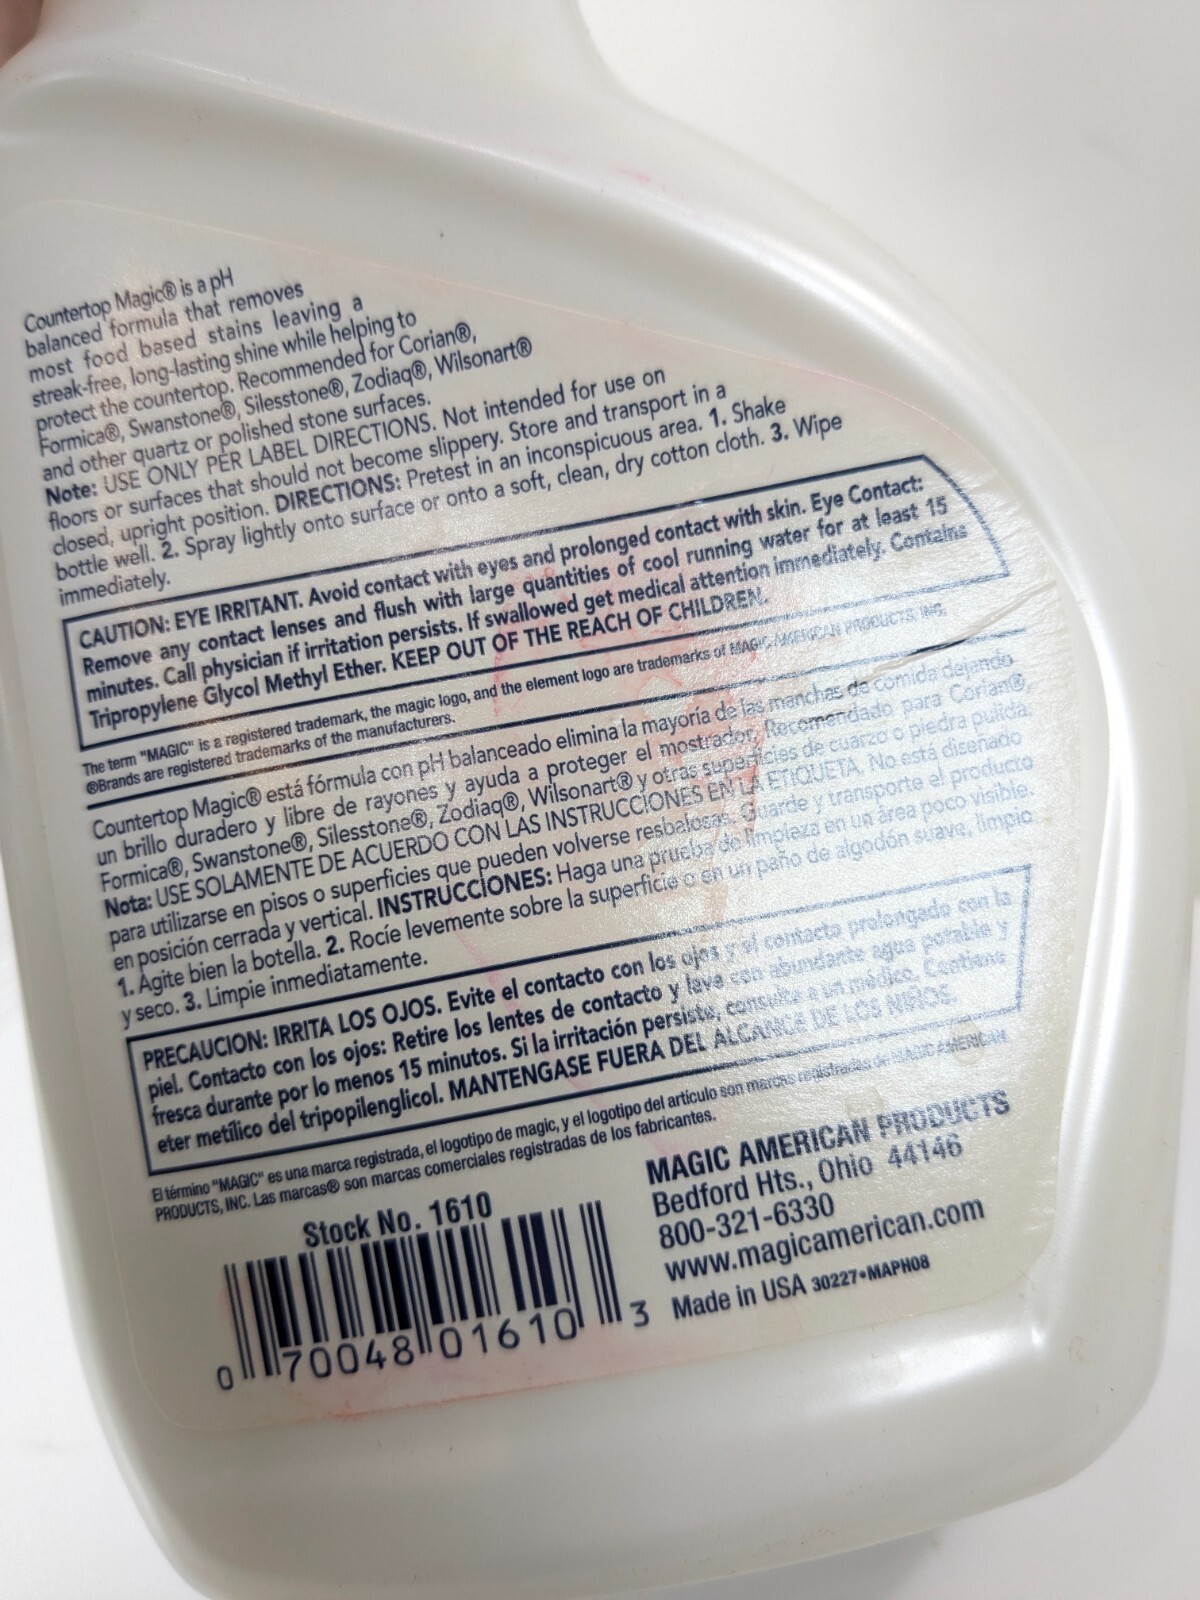 Countertop Magic® is a pH
balanced formula that removes
most food based stains leaving a
streak-free, long-lasting shine while helping to
protect the countertop. Recommended for Corian®,
Formica®, Swanstone®, Silesstone®, Zodiaq®, Wilsonart®
and other quartz or polished stone surfaces.
Note: USE ONLY PER LABEL DIRECTIONS. Not intended for use on
floors or surfaces that should not become slippery. Store and transport in a
closed, upright position. DIRECTIONS: Pretest in an inconspicuous area. 1. Shake
bottle well. 2. Spray lightly onto surface or onto a soft, clean, dry cotton cloth. 3. Wipe
immediately.
CAUTION: EYE IRRITANT. Avoid contact with eyes and prolonged contact with skin. Eye Contact:
Remove any contact lenses and flush with large quantities of cool running water for at least 15
minutes. Call physician if irritation persists. If swallowed get medical attention immediately. Contains
Tripropylene Glycol Methyl Ether. KEEP OUT OF THE REACH OF CHILDREN.
The term "MAGIC" is a registered trademark, the magic logo, and the element logo are trademarks of MAGIC AMERICAN PRODUCTS, INC.
®Brands are registered trademarks of the manufacturers.
Countertop Magic® está fórmula con pH balanceado elimina la mayoría de las manchas de comida dejando
un brillo duradero y libre de rayones y ayuda a proteger el mostrador. Recomendado para Corian®,
Formica®, Swanstone®, Silesstone®, Zodiaq®, Wilsonart® y otras superficies de cuarzo o piedra pulida.
Nota: USE SOLAMENTE DE ACUERDO CON LAS INSTRUCCIONES EN LA ETIQUETA. No está diseñado
para utilizarse en pisos o superficies que pueden volverse resbalosas. Guarde y transporte el producto
en posición cerrada y vertical. INSTRUCCIONES: Haga una prueba de limpieza en un área poco visible.
1. Agite bien la botella. 2. Rocíe levemente sobre la superficie o en un paño de algodón suave, limpio
y seco. 3. Limpie inmediatamente.
PRECAUCION: IRRITA LOS OJOS. Evite el contacto con los ojos y el contacto prolongado con la
piel. Contacto con los ojos: Retire los lentes de contacto y lave con abundante agua potable y
fresca durante por lo menos 15 minutos. Si la irritación persiste, consulte a un médico. Contiene
eter metílico del tripopilenglicol. MANTENGASE FUERA DEL ALCANCE DE LOS NIÑOS.
El término "MAGIC" es una marca registrada, el logotipo de magic, y el logotipo del artículo son marcas registradas de MAGIC AMERICAN
PRODUCTS, INC. Las marcas® son marcas comerciales registradas de los fabricantes.
Stock No. 1610
0 70048 01610 3
MAGIC AMERICAN PRODUCTS
Bedford Hts., Ohio 44146
800-321-6330
www.magicamerican.com
Made in USA 30227•MAPH08